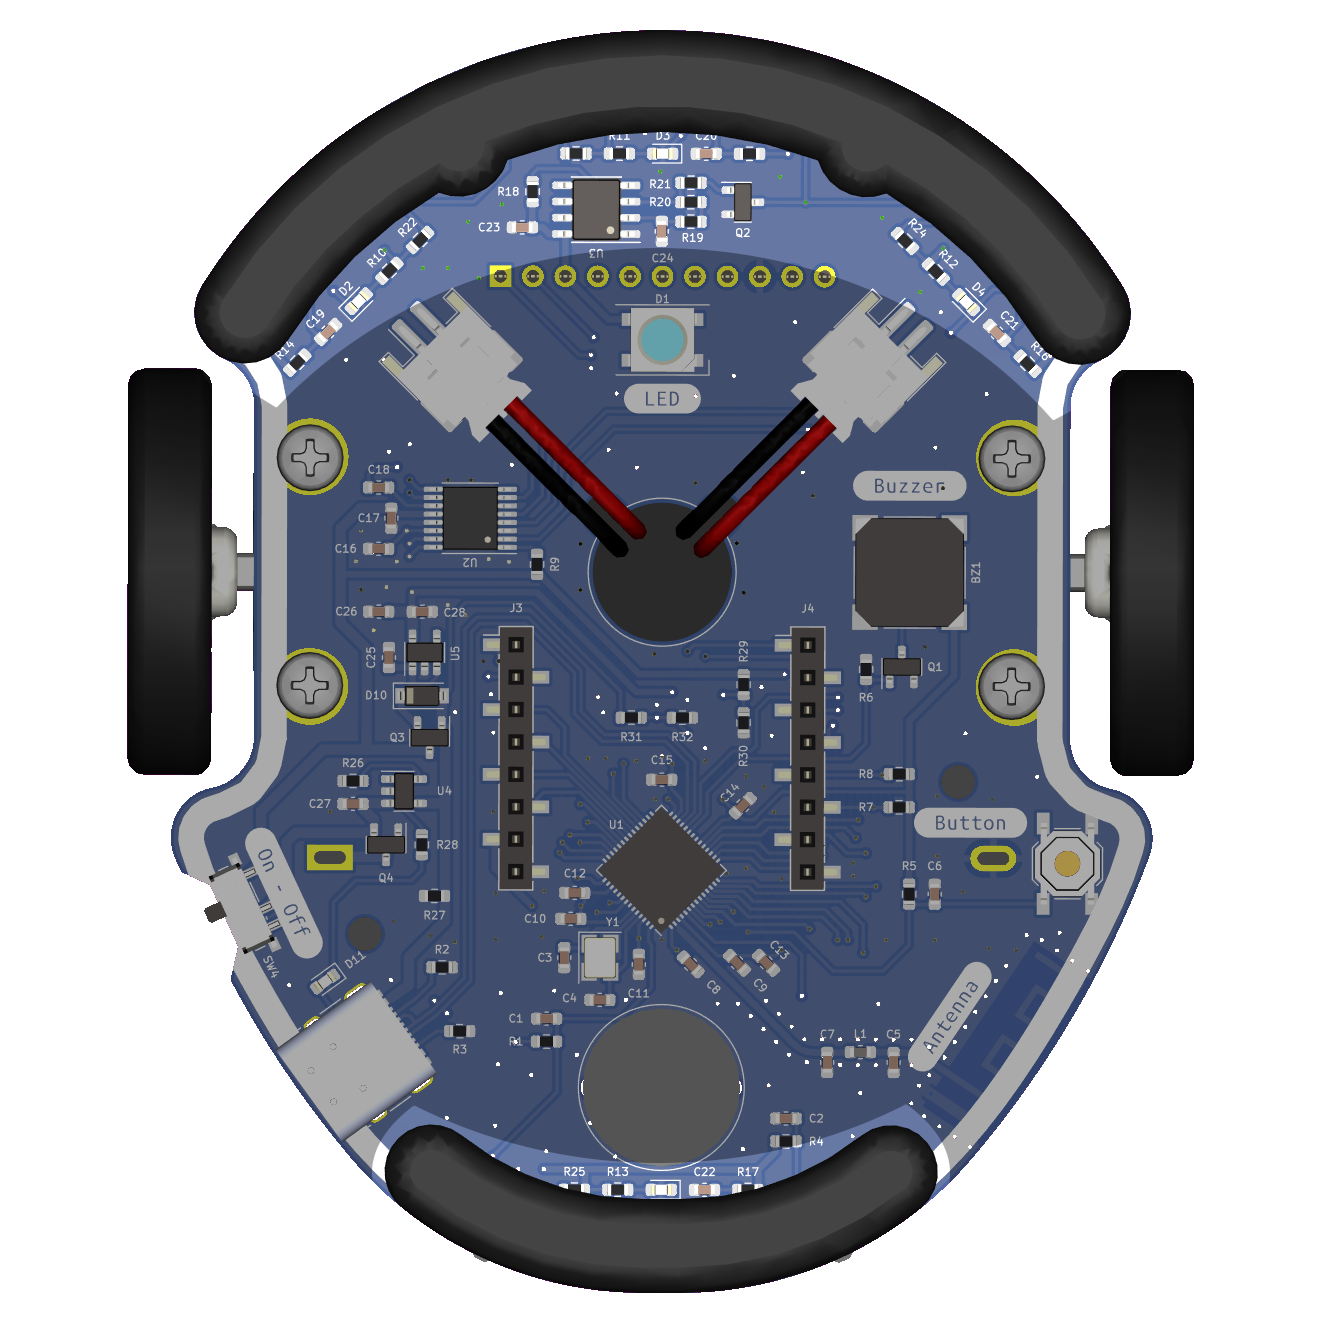 R11 D3 C20
R18 R21
R20
C23 R19 Q2
U3 C24
R22 R24
R10 R12
D2 D4
C19 C21
R14 R16
D1
LED
C18 Buzzer
C17
C16 U2 R9 BZ1
C26 C28 J3 J4
C25 U5 R29 Q1
D10 R6
Q3 R31 R32 R30
R26 C15 R8
C27 U4 C14 R7
U1 Button
R28
Q4 C12 R5 C6
On - Off R27 C10 Y1
SW4 D11 R2 C3 C11 C8 C9 C13
C4 Antenna
C1 R3 R1 C7 L1 C5
C2
R4
R25 R13 C22 R17